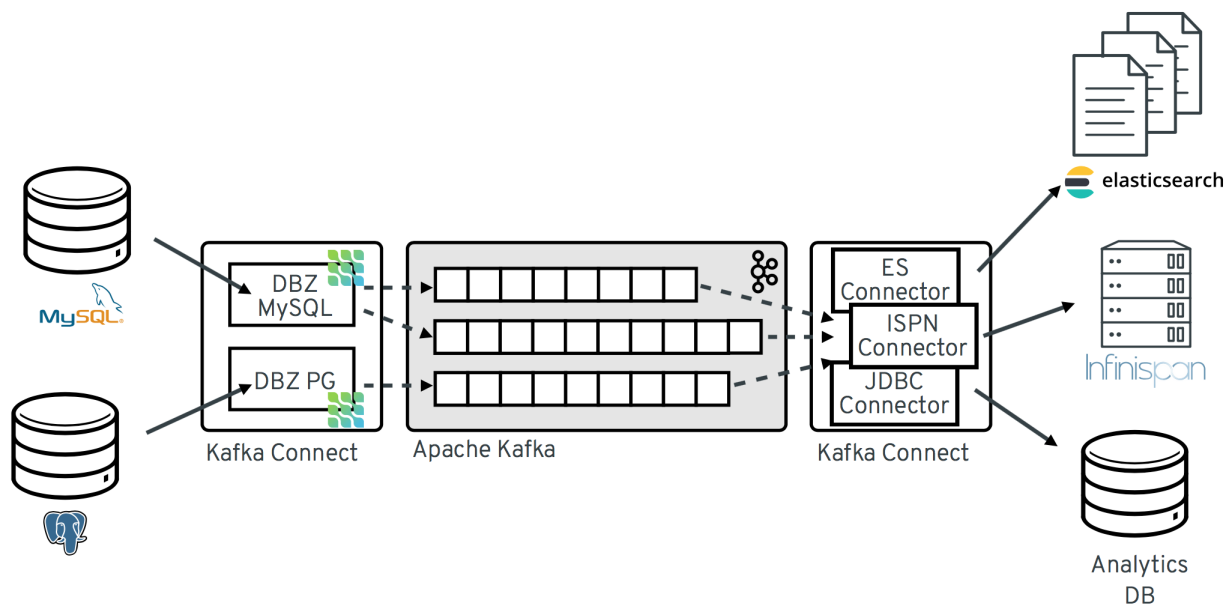 elasticsearch
MySQL
DBZ
MySQL
DBZ PG
Kafka Connect
Apache Kafka
ES
Connector
ISPN
Connector
JDBC
Connector
Kafka Connect
Infinispan
Analytics
DB